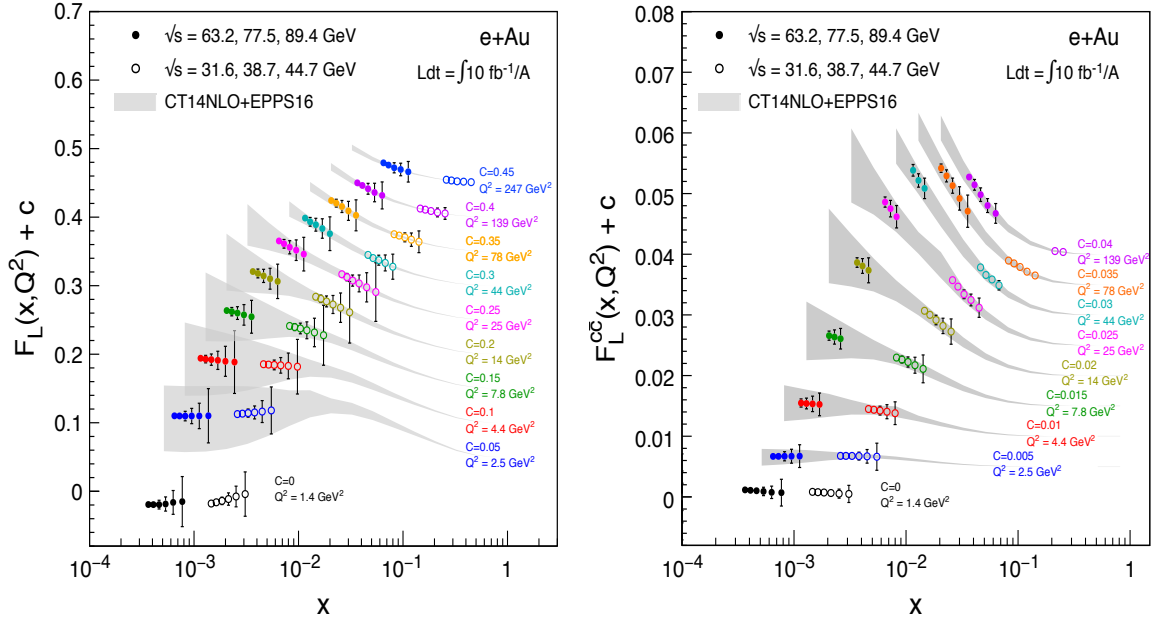 F_L(x,Q²) + c
0.7
0.6
0.5
0.4
0.3
0.2
0.1
0
√s = 63.2, 77.5, 89.4 GeV
e+Au
√s = 31.6, 38.7, 44.7 GeV
Ldt = ∫10 fb⁻¹/A
CT14NLO+EPPS16
C=0.45
Q² = 247 GeV²
C=0.4
Q² = 139 GeV²
C=0.35
Q² = 78 GeV²
C=0.3
Q² = 44 GeV²
C=0.25
Q² = 25 GeV²
C=0.2
Q² = 14 GeV²
C=0.15
Q² = 7.8 GeV²
C=0.1
Q² = 4.4 GeV²
C=0.05
Q² = 2.5 GeV²
C=0
Q² = 1.4 GeV²
10⁻⁴ 10⁻³ 10⁻² 10⁻¹ 1
x
F_L^{cc̄}(x,Q²) + c
0.08
0.07
0.06
0.05
0.04
0.03
0.02
0.01
0
√s = 63.2, 77.5, 89.4 GeV
e+Au
√s = 31.6, 38.7, 44.7 GeV
Ldt = ∫10 fb⁻¹/A
CT14NLO+EPPS16
C=0.04
Q² = 139 GeV²
C=0.035
Q² = 78 GeV²
C=0.03
Q² = 44 GeV²
C=0.025
Q² = 25 GeV²
C=0.02
Q² = 14 GeV²
C=0.015
Q² = 7.8 GeV²
C=0.01
Q² = 4.4 GeV²
C=0.005
Q² = 2.5 GeV²
C=0
Q² = 1.4 GeV²
10⁻⁴ 10⁻³ 10⁻² 10⁻¹ 1
x